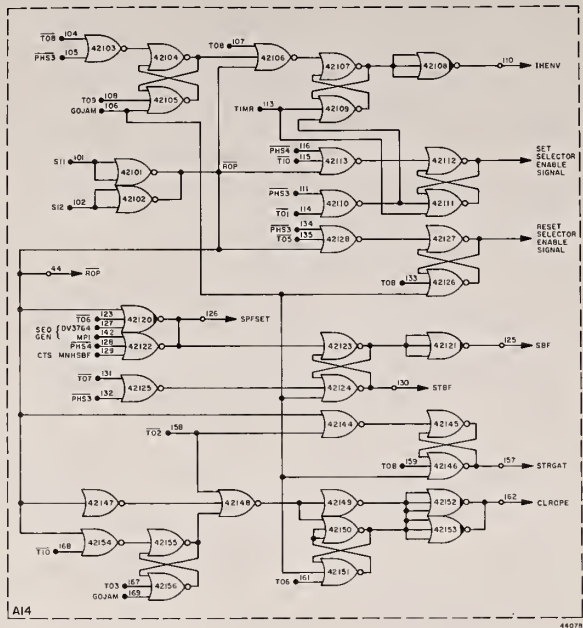 T08 104
PHS3 105
42103
42104
T09 108
GOJAM 106
42105
T08 107
42106
42107
42108
110 IHENV
TIMR 113
42109
S11 101
42101
S12 102
42102
ROP
PHS4 116
T10 115
42113
42112
SET
SELECTOR
ENABLE
SIGNAL
PHS3 111
T01 114
42110
42111
PHS3 134
T05 135
42128
42127
RESET
SELECTOR
ENABLE
SIGNAL
T08 133
42126
44 ROP
SEQ
GEN
T06 123
DV3764 127
MP1 142
PHS4 128
CTS MNHSBF 129
42120
42122
126 SPFSET
42123
42121
125 SBF
T07 131
PHS3 132
42125
42124
130 STBF
T02 158
42144
42145
T08 159
42146
157 STRGAT
42147
42148
42149
42150
42152
42153
162 CLROPE
42154
T10 168
42155
T03 167
GOJAM 169
42156
T06 161
42151
A14
44078